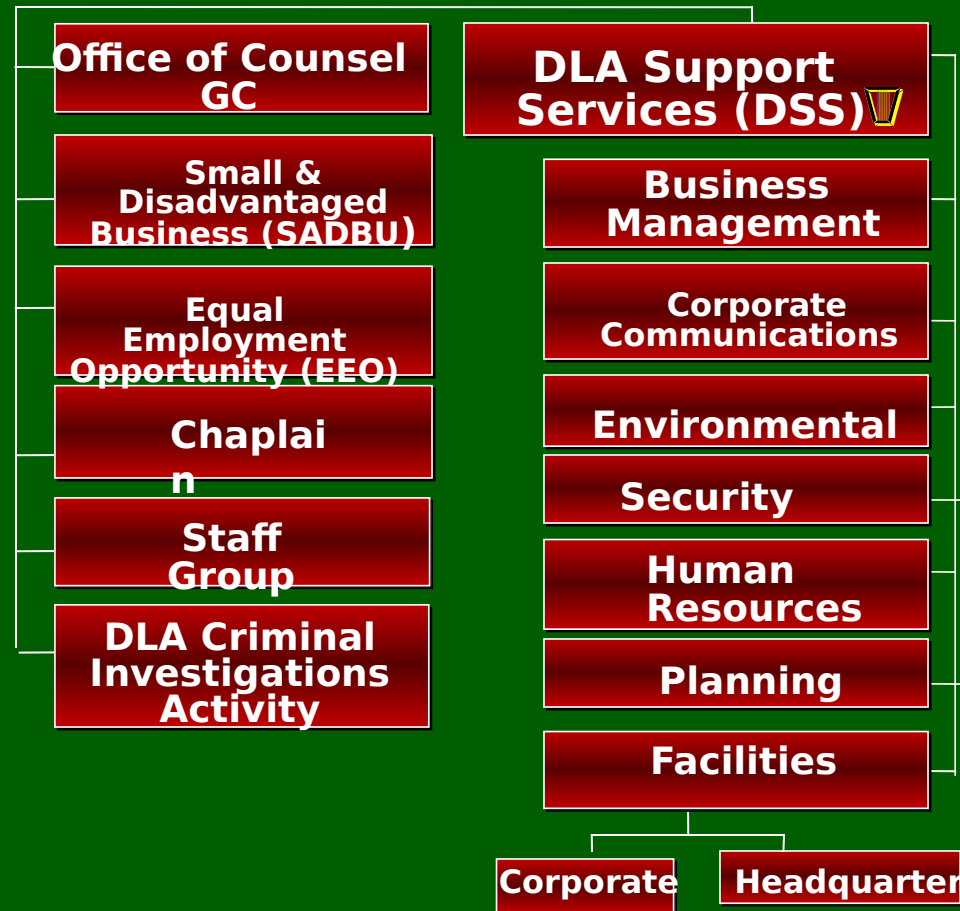 Office of Counsel
GC
Small &
Disadvantaged
Business (SADBU)
Equal
Employment
Opportunity (EEO)
Chaplai
n
Staff
Group
DLA Criminal
Investigations
Activity
DLA Support
Services (DSS)
Business
Management
Corporate
Communications
Environmental
Security
Human
Resources
Planning
Facilities
Corporate
Headquarter